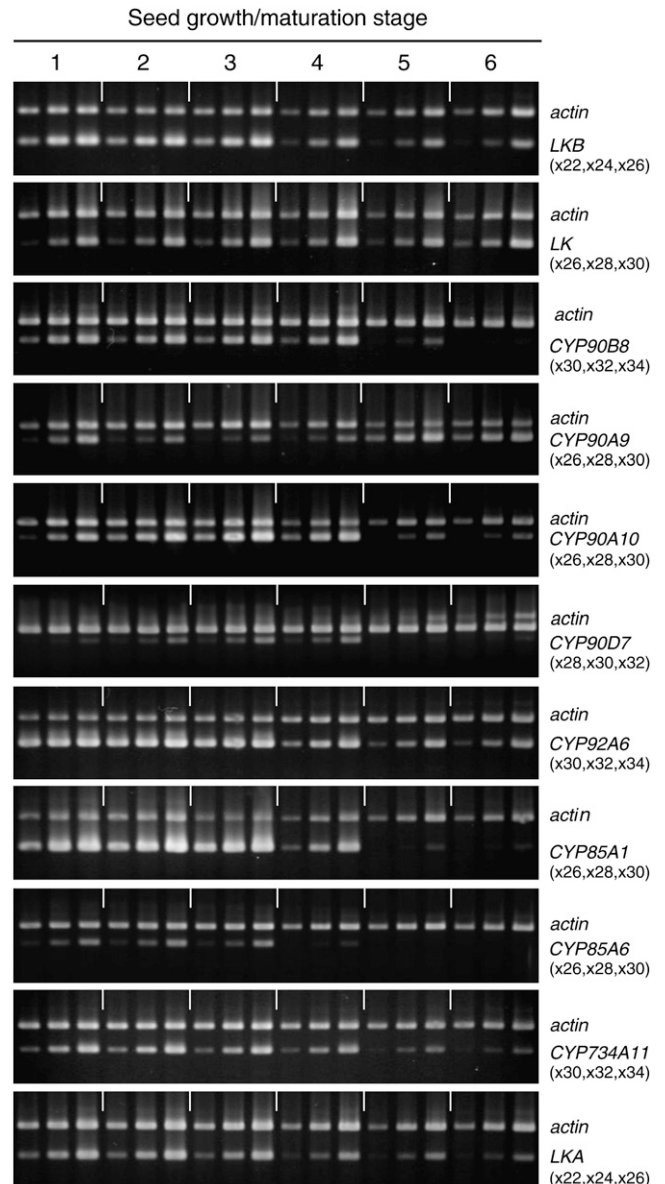 Seed growth/maturation stage
1 2 3 4 5 6
actin
LKB
(x22,x24,x26)
actin
LK
(x26,x28,x30)
actin
CYP90B8
(x30,x32,x34)
actin
CYP90A9
(x26,x28,x30)
actin
CYP90A10
(x26,x28,x30)
actin
CYP90D7
(x28,x30,x32)
actin
CYP92A6
(x30,x32,x34)
actin
CYP85A1
(x26,x28,x30)
actin
CYP85A6
(x26,x28,x30)
actin
CYP734A11
(x30,x32,x34)
actin
LKA
(x22,x24,x26)